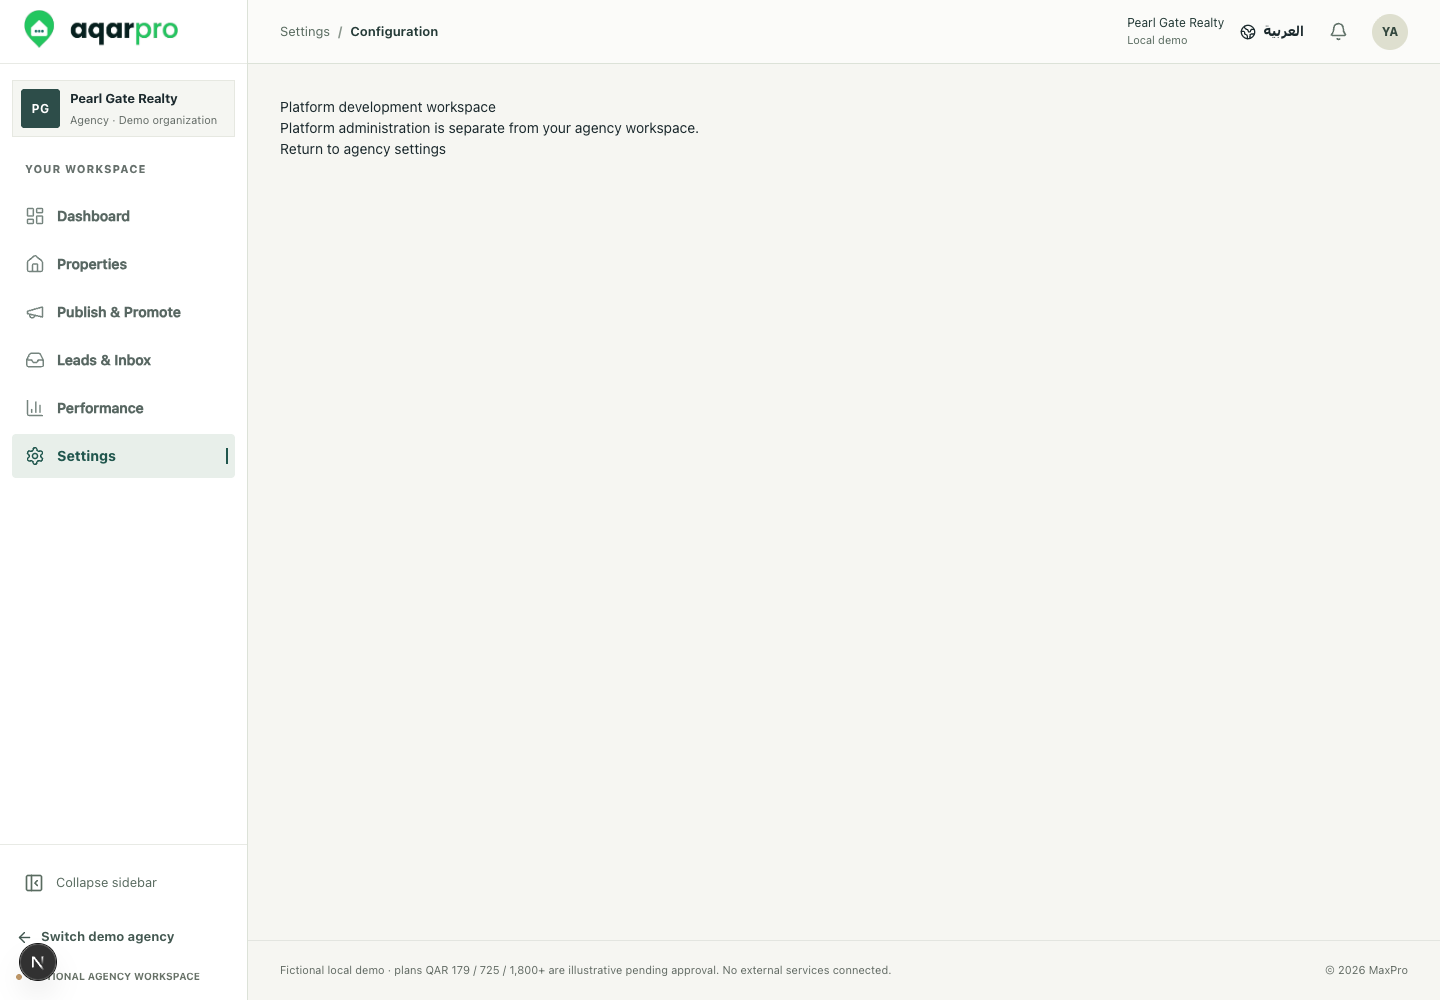 aqarpro
Settings / Configuration
Pearl Gate Realty
Local demo
العربية
YA
PG
Pearl Gate Realty
Agency · Demo organization
YOUR WORKSPACE
Dashboard
Properties
Publish & Promote
Leads & Inbox
Performance
Settings
Platform development workspace
Platform administration is separate from your agency workspace.
Return to agency settings
Collapse sidebar
Switch demo agency
N
AGENCY WORKSPACE
Fictional local demo · plans QAR 179 / 725 / 1,800+ are illustrative pending approval. No external services connected.
© 2026 MaxPro